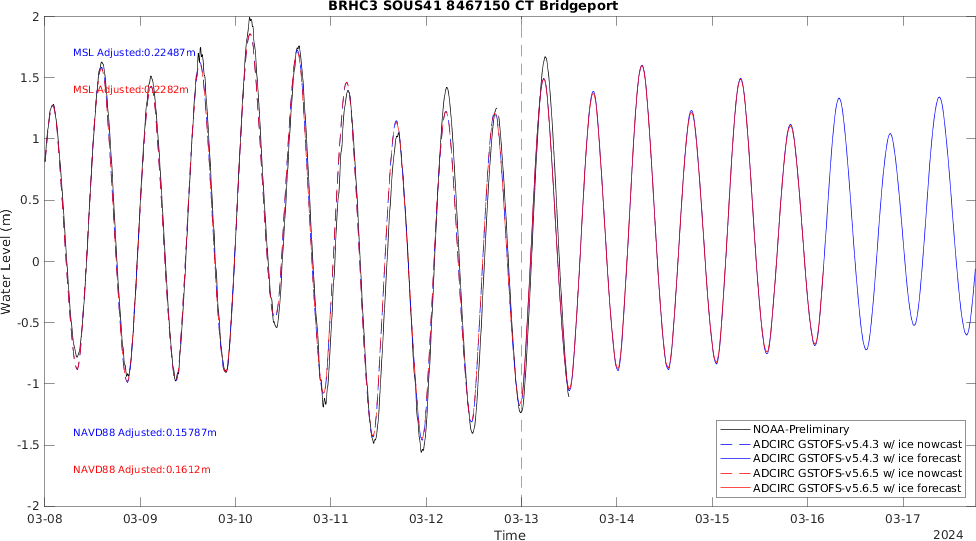 BRHC3 SOUS41 8467150 CT Bridgeport
2
1.5
1
0.5
0
-0.5
-1
-1.5
-2
Water Level (m)
MSL Adjusted:0.22487m
MSL Adjusted:0.2282m
NAVD88 Adjusted:0.15787m
NAVD88 Adjusted:0.1612m
NOAA-Preliminary
ADCIRC GSTOFS-v5.4.3 w/ ice nowcast
ADCIRC GSTOFS-v5.4.3 w/ ice forecast
ADCIRC GSTOFS-v5.6.5 w/ ice nowcast
ADCIRC GSTOFS-v5.6.5 w/ ice forecast
03-08 03-09 03-10 03-11 03-12 03-13 03-14 03-15 03-16 03-17
Time
2024